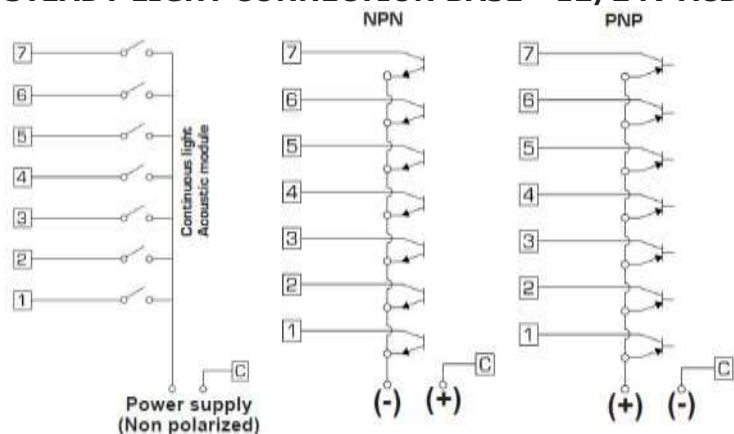 NPN
PNP
7
6
5
4
3
2
1
Continuous light
Acoustic module
C
Power supply
(Non polarized)
7
6
5
4
3
2
1
C
(-) (+)
7
6
5
4
3
2
1
C
(+) (-)